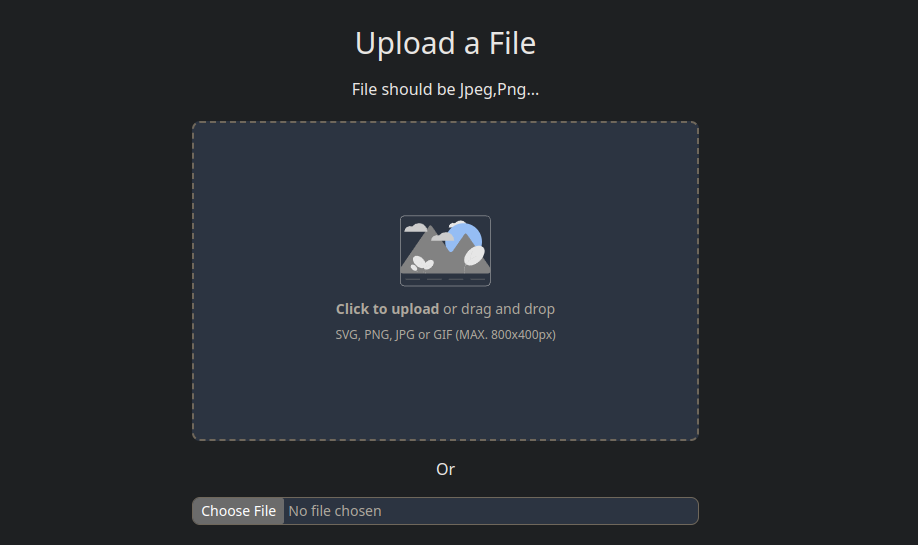 Upload a File
File should be Jpeg,Png...
Click to upload or drag and drop
SVG, PNG, JPG or GIF (MAX. 800x400px)
Or
Choose File No file chosen